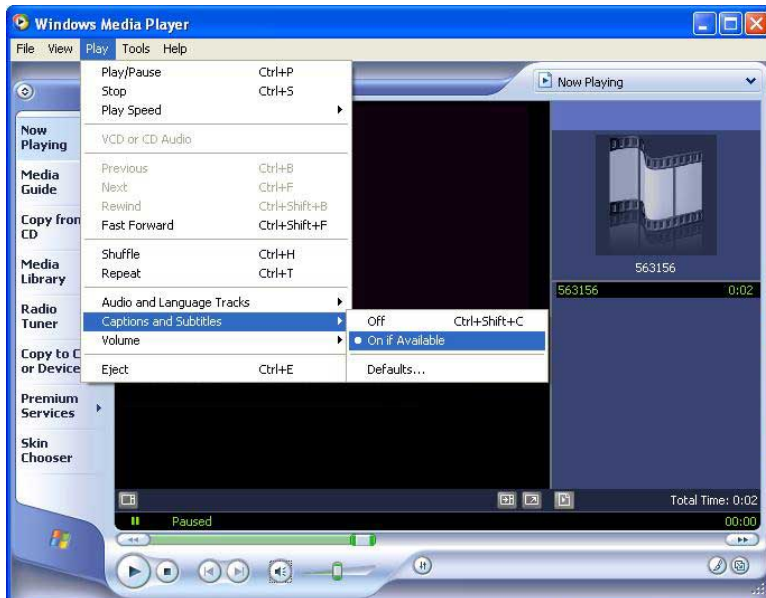 Windows Media Player
File View Play Tools Help
Play/Pause Ctrl+P
Stop Ctrl+S
Play Speed
VCD or CD Audio
Previous Ctrl+B
Next Ctrl+F
Rewind Ctrl+Shift+B
Fast Forward Ctrl+Shift+F
Shuffle Ctrl+H
Repeat Ctrl+T
Audio and Language Tracks
Captions and Subtitles
Volume
Eject Ctrl+E
Off Ctrl+Shift+C
On if Available
Defaults...
Now
Playing
Media
Guide
Copy from
CD
Media
Library
Radio
Tuner
Copy to C
or Device
Premium
Services
Skin
Chooser
Now Playing
563156
563156 0:02
Total Time: 0:02
Paused 00:00